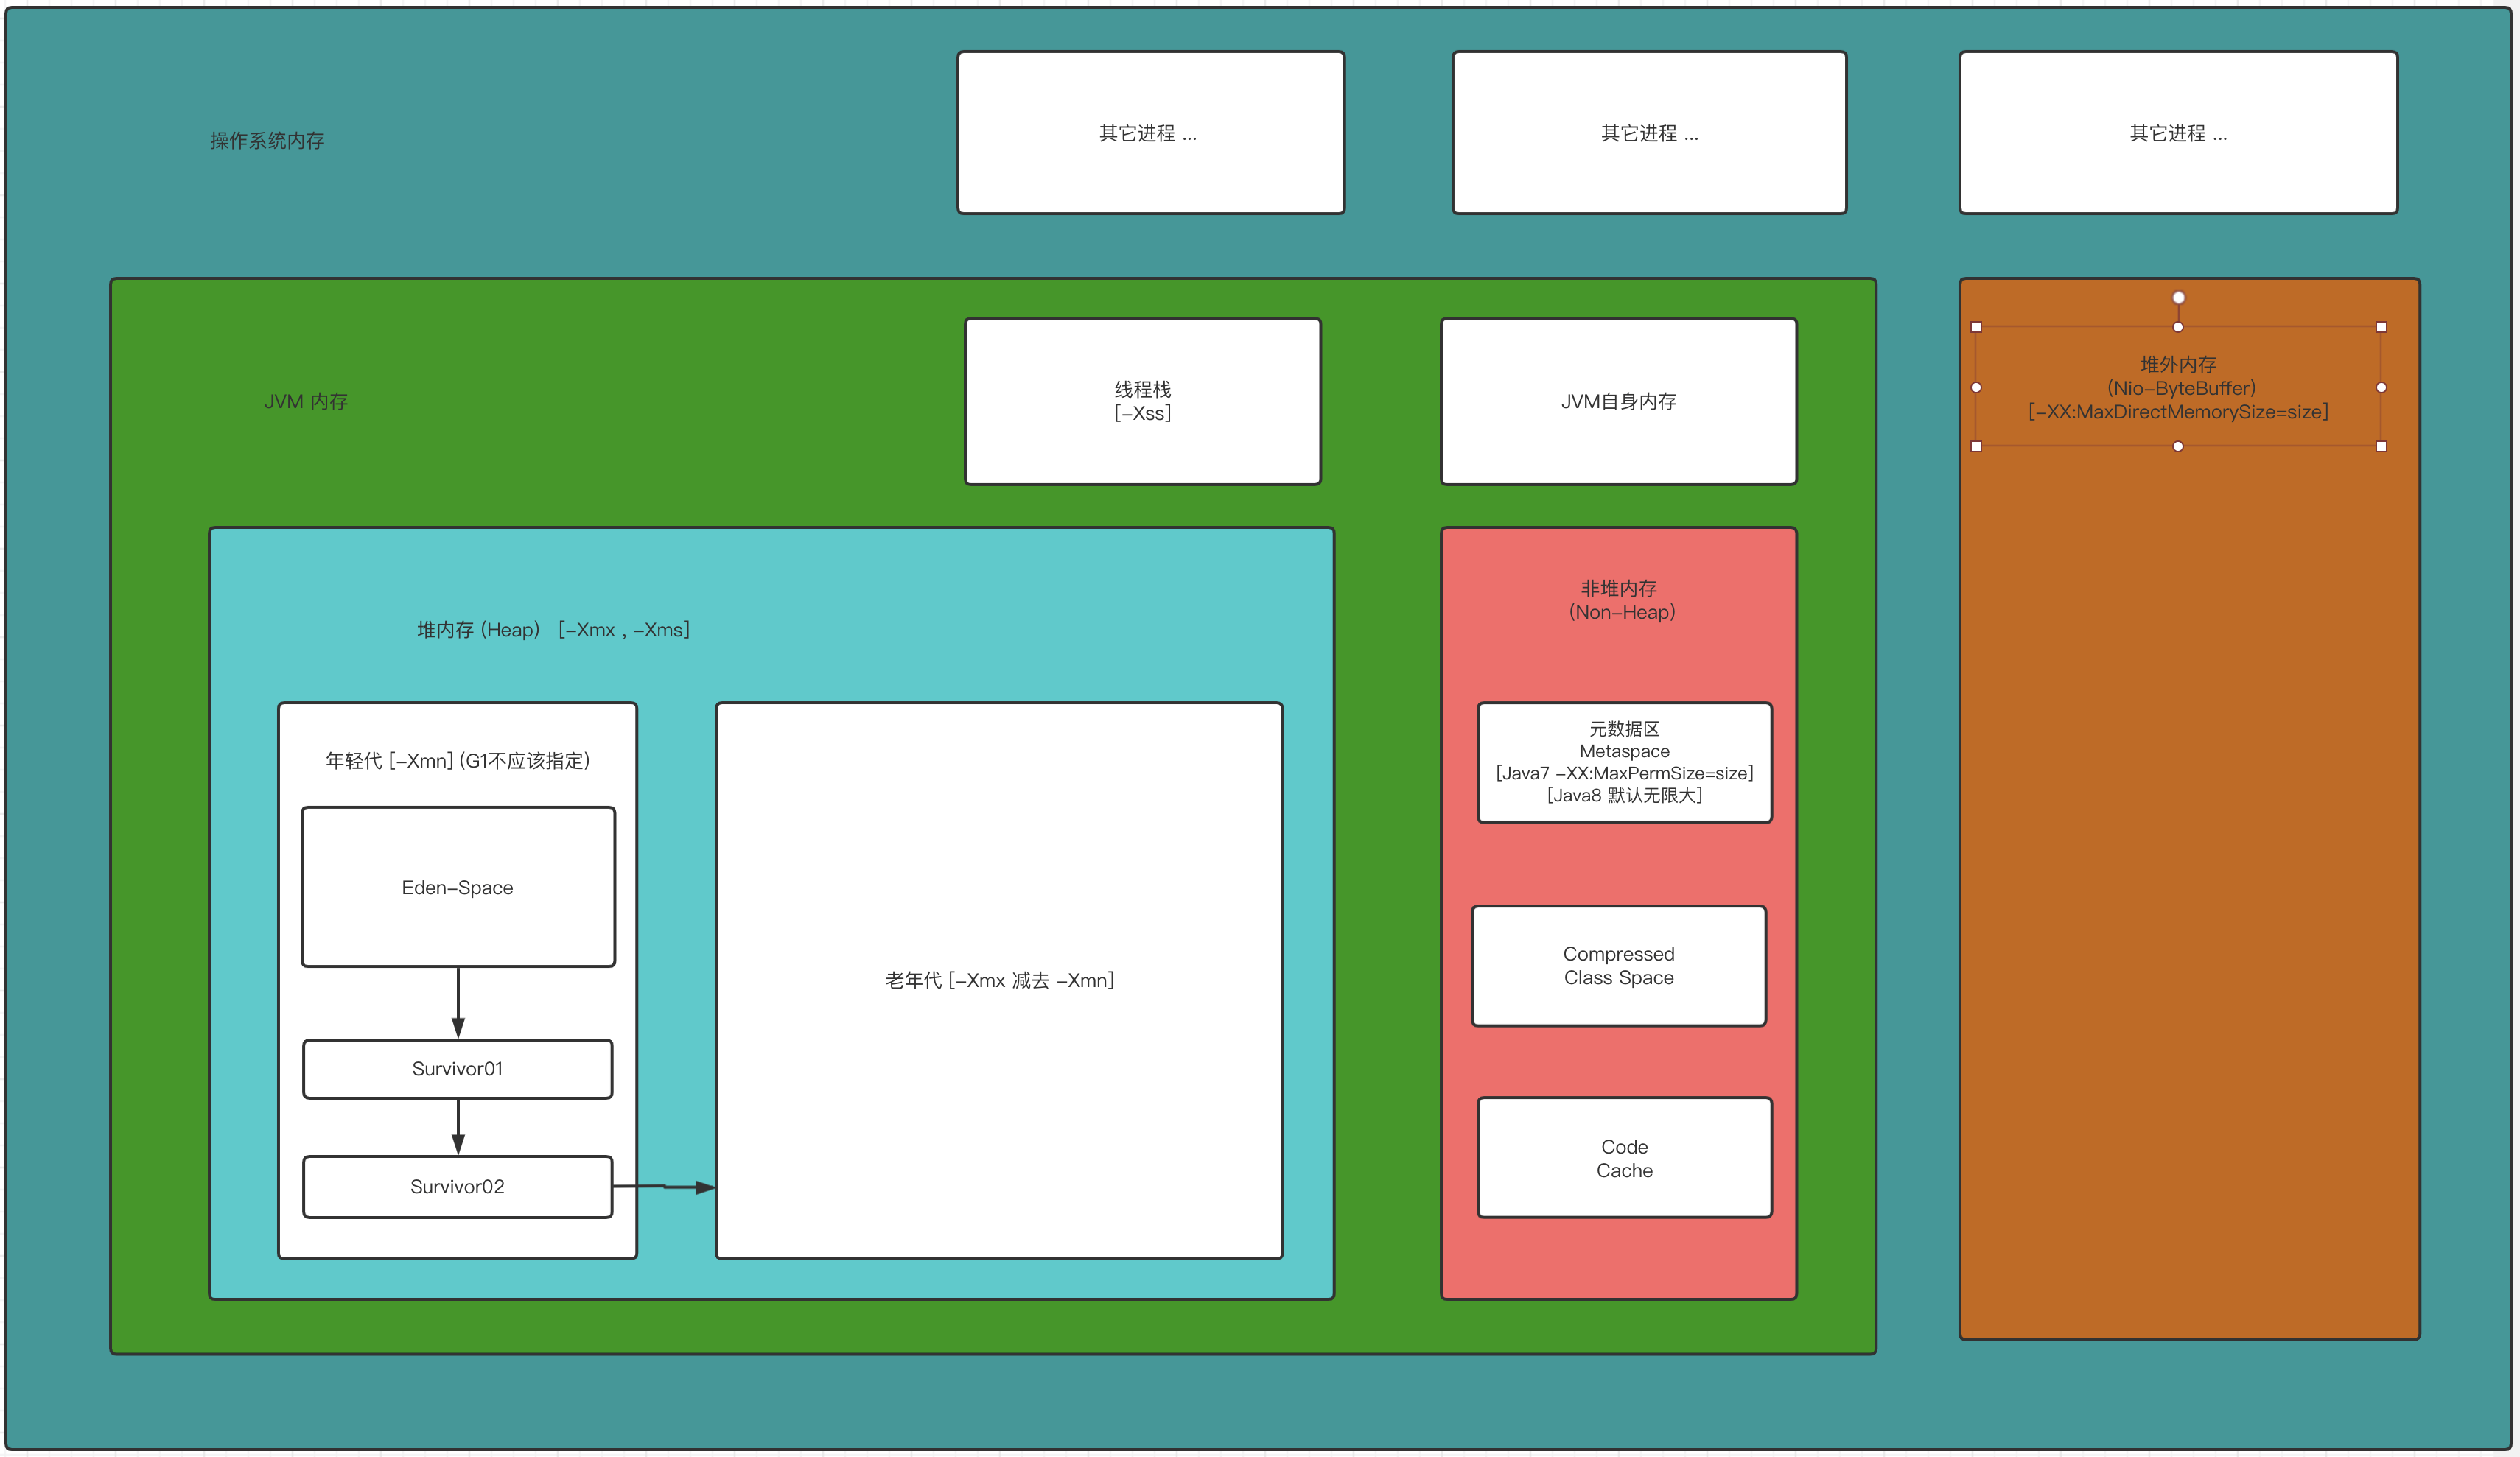 操作系统内存
其它进程 ...
其它进程 ...
其它进程 ...
JVM 内存
线程栈
[-Xss]
JVM自身内存
堆外内存
(Nio-ByteBuffer)
[-XX:MaxDirectMemorySize=size]
堆内存 (Heap) [-Xmx , -Xms]
非堆内存
(Non-Heap)
年轻代 [-Xmn] (G1不应该指定)
Eden-Space
Survivor01
Survivor02
老年代 [-Xmx 减去 -Xmn]
元数据区
Metaspace
[Java7 -XX:MaxPermSize=size]
[Java8 默认无限大]
Compressed
Class Space
Code
Cache